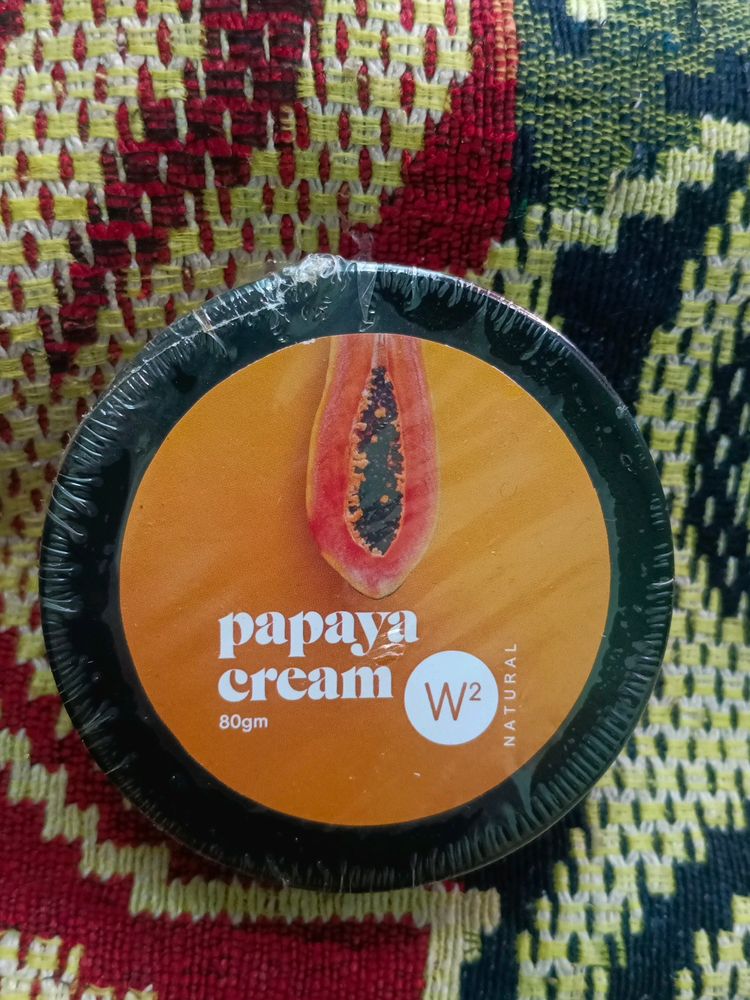 papaya
cream
80gm
W²
NATURAL